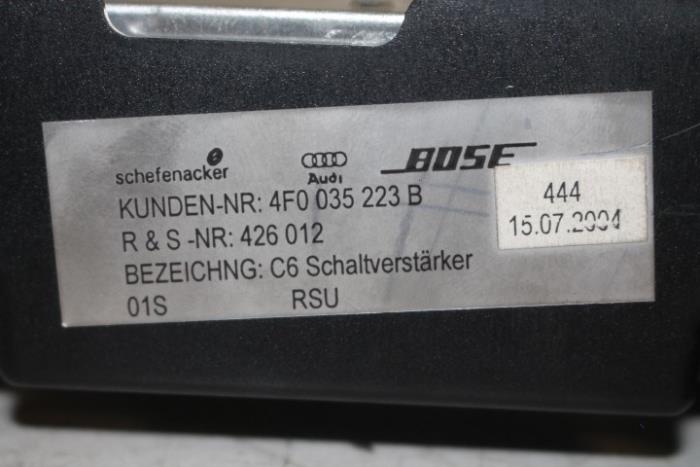 schefenacker
Audi
BOSE
KUNDEN-NR: 4F0 035 223 B
R & S -NR: 426 012
BEZEICHNG: C6 Schaltverstärker
01S RSU
444
15.07.2004